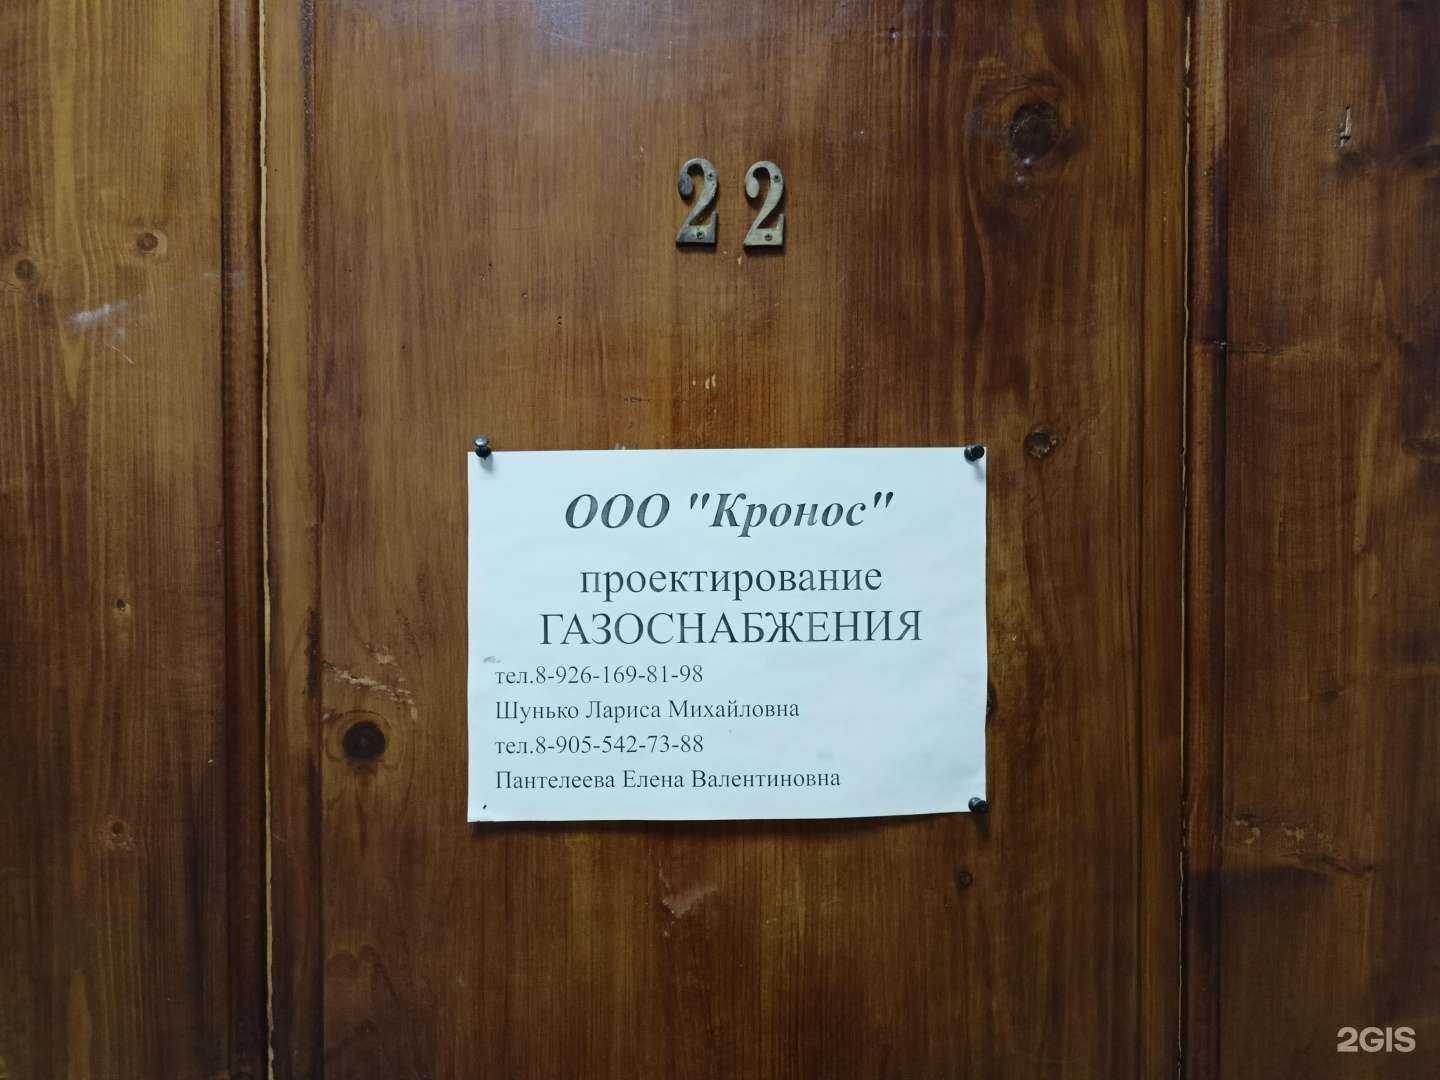 22
ООО "Кронос"
проектирование
ГАЗОСНАБЖЕНИЯ
тел.8-926-169-81-98
Шунько Лариса Михайловна
тел.8-905-542-73-88
Пантелеева Елена Валентиновна
2GIS